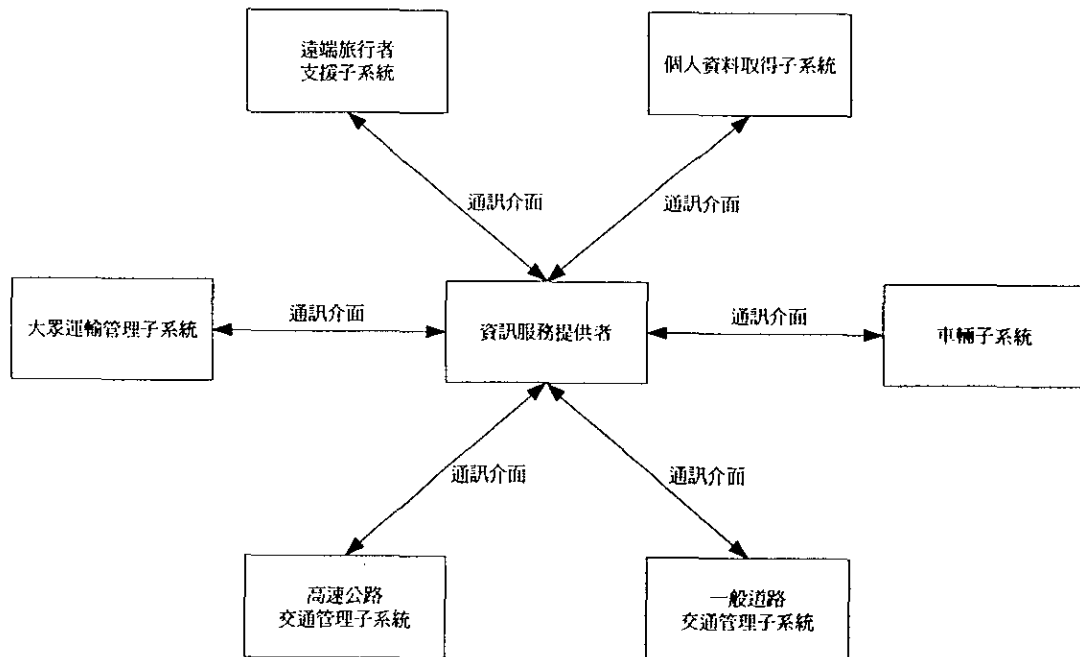 遠端旅行者
支援子系統
個人資料取得子系統
通訊介面
通訊介面
大眾運輸管理子系統
通訊介面
資訊服務提供者
通訊介面
車輛子系統
通訊介面
通訊介面
高速公路
交通管理子系統
一般道路
交通管理子系統